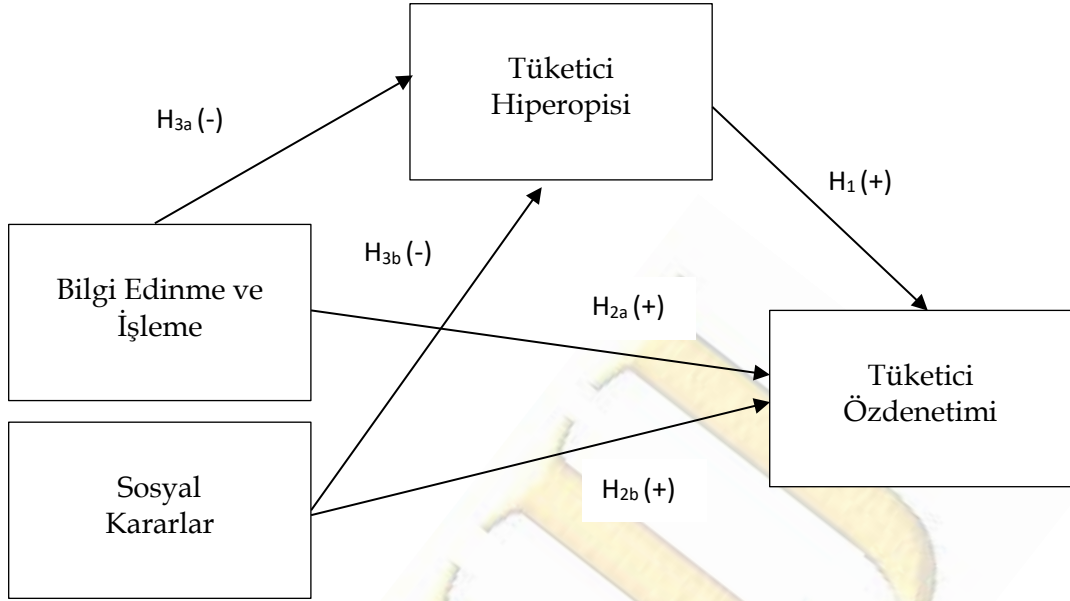 Tüketici
Hiperopisi
H3a (-)
H1 (+)
H3b (-)
Bilgi Edinme ve
İşleme
H2a (+)
Tüketici
Özdenetimi
Sosyal
Kararlar
H2b (+)